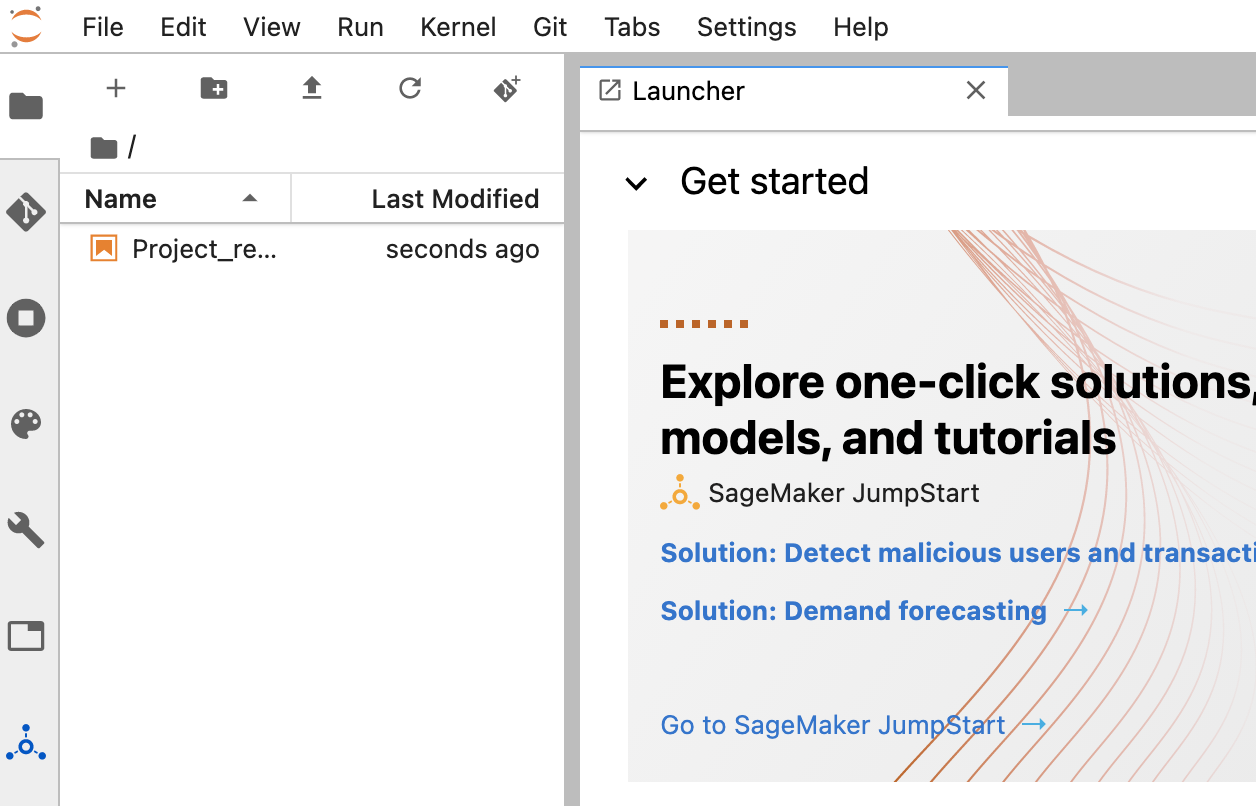 File Edit View Run Kernel Git Tabs Settings Help
Launcher
/
Name Last Modified
Project_re... seconds ago
Get started
Explore one-click solutions,
models, and tutorials
SageMaker JumpStart
Solution: Detect malicious users and transacti
Solution: Demand forecasting →
Go to SageMaker JumpStart →